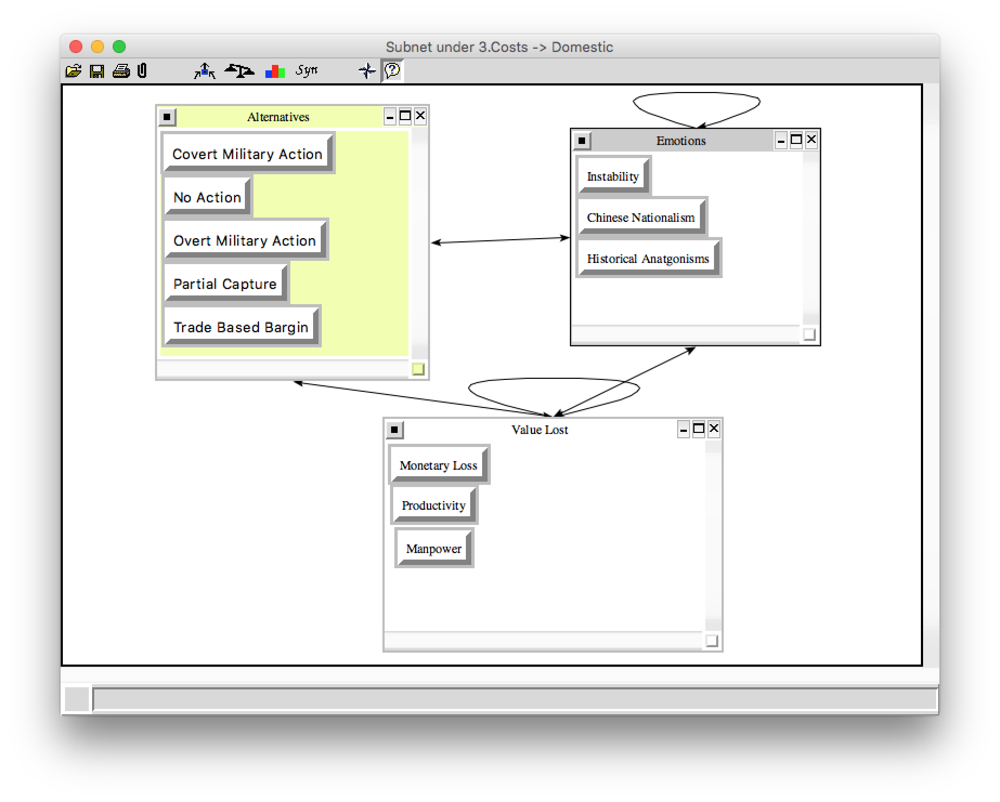 Subnet under 3.Costs -> Domestic
Syn
Alternatives
Covert Military Action
No Action
Overt Military Action
Partial Capture
Trade Based Bargin
Emotions
Instability
Chinese Nationalism
Historical Anatgonisms
Value Lost
Monetary Loss
Productivity
Manpower